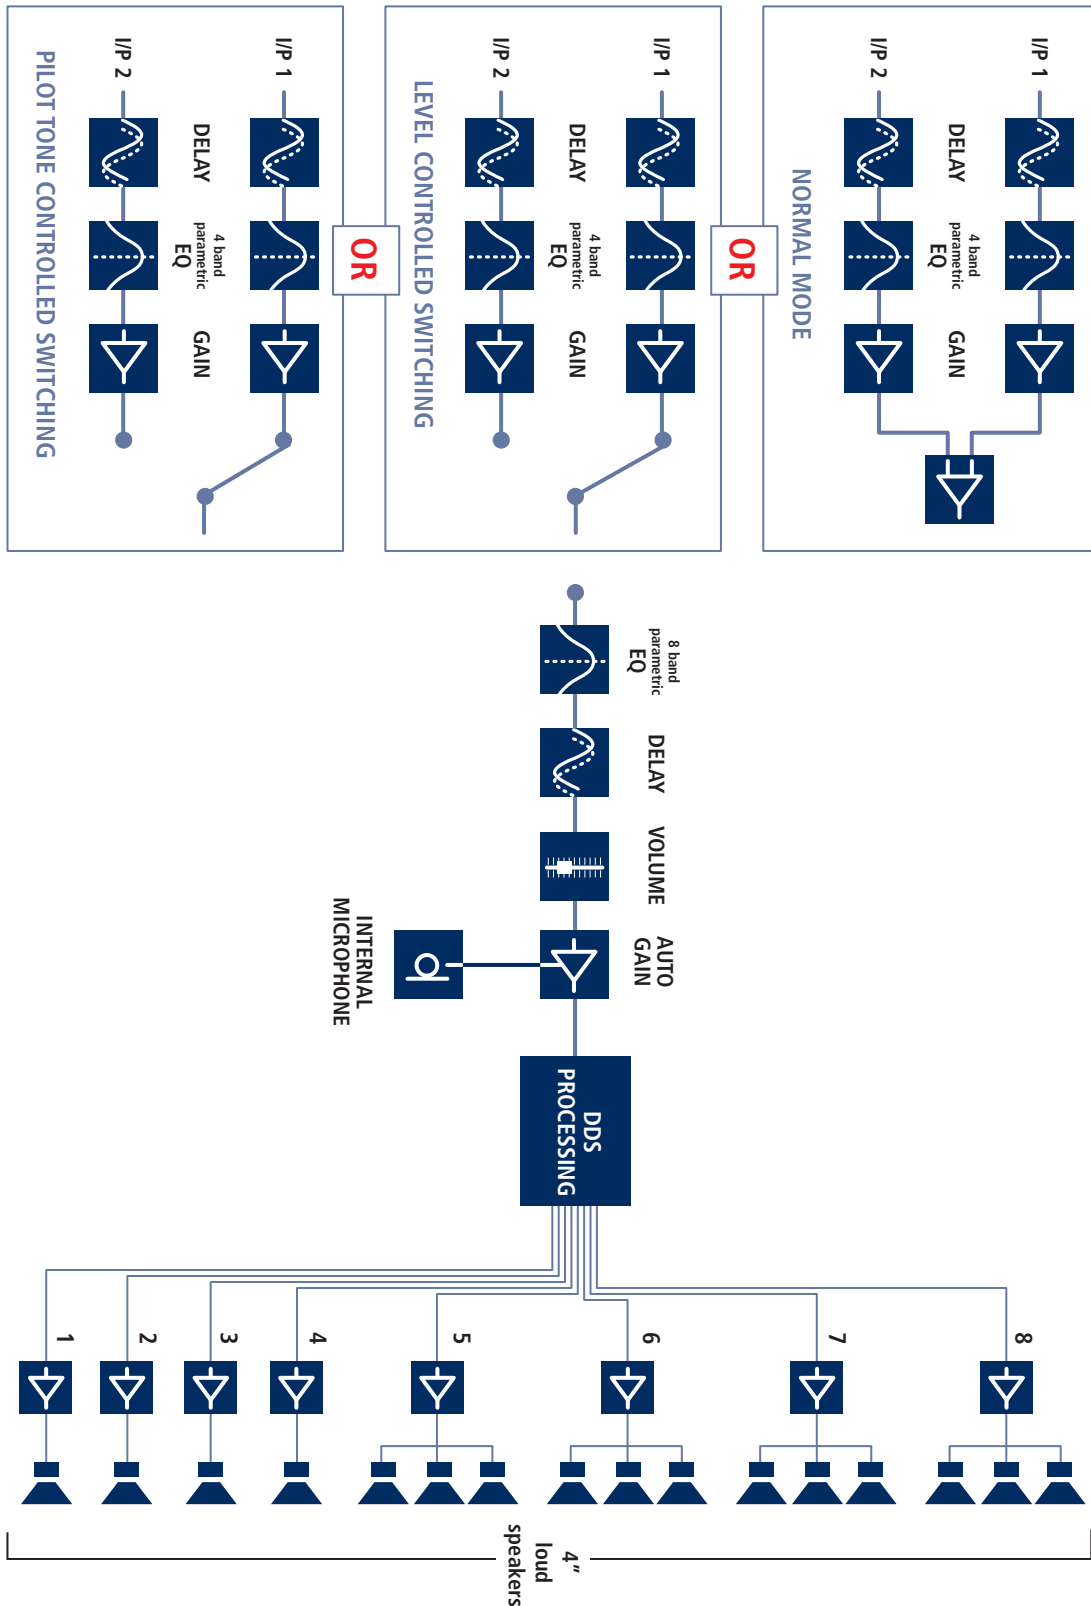 I/P 1
DELAY
4 band
parametric
EQ
GAIN
I/P 2
NORMAL MODE
OR
I/P 1
DELAY
4 band
parametric
EQ
GAIN
I/P 2
LEVEL CONTROLLED SWITCHING
OR
I/P 1
DELAY
4 band
parametric
EQ
GAIN
I/P 2
PILOT TONE CONTROLLED SWITCHING
8 band
parametric
EQ
DELAY
VOLUME
AUTO
GAIN
INTERNAL
MICROPHONE
DDS
PROCESSING
8
7
6
5
4
3
2
1
4"
loud
speakers